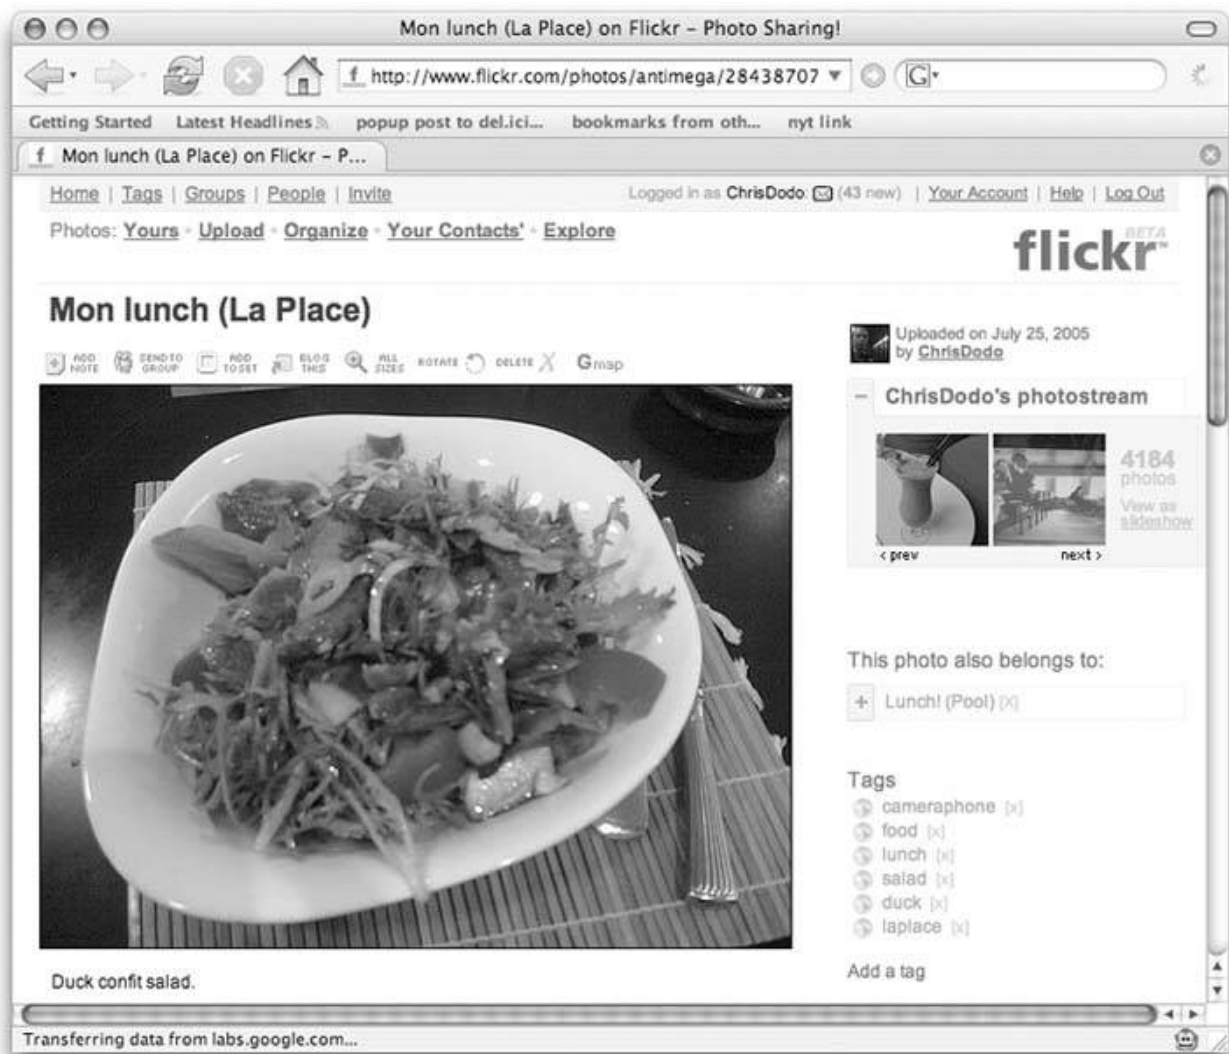 Mon lunch (La Place) on Flickr – Photo Sharing!
f http://www.flickr.com/photos/antimega/28438707 G
Getting Started Latest Headlines popup post to del.ici... bookmarks from oth... nyt link
f Mon lunch (La Place) on Flickr – P...
Home | Tags | Groups | People | Invite Logged in as ChrisDodo (43 new) | Your Account | Help | Log Out
Photos: Yours • Upload • Organize • Your Contacts' • Explore
flickr BETA ™
Mon lunch (La Place)
Uploaded on July 25, 2005
by ChrisDodo
ADD NOTE SEND TO GROUP ADD TO SET BLOG THIS ALL SIZES ROTATE DELETE Gmap
– ChrisDodo's photostream
4184
photos
View as
slideshow
‹ prev next ›
This photo also belongs to:
+ Lunch! (Pool) [x]
Tags
cameraphone [x]
food [x]
lunch [x]
salad [x]
duck [x]
laplace [x]
Add a tag
Duck confit salad.
Transferring data from labs.google.com...